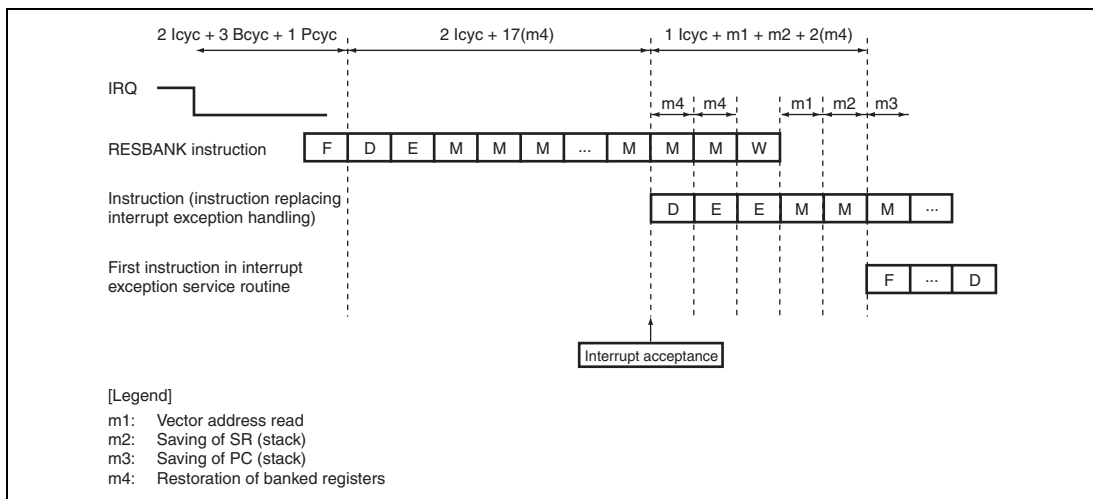 2 Icyc + 3 Bcyc + 1 Pcyc 2 Icyc + 17(m4) 1 Icyc + m1 + m2 + 2(m4)
IRQ
m4 m4 m1 m2 m3
RESBANK instruction F D E M M M ... M M M W
Instruction (instruction replacing
interrupt exception handling) D E E M M M ...
First instruction in interrupt
exception service routine F ... D
Interrupt acceptance
[Legend]
m1: Vector address read
m2: Saving of SR (stack)
m3: Saving of PC (stack)
m4: Restoration of banked registers